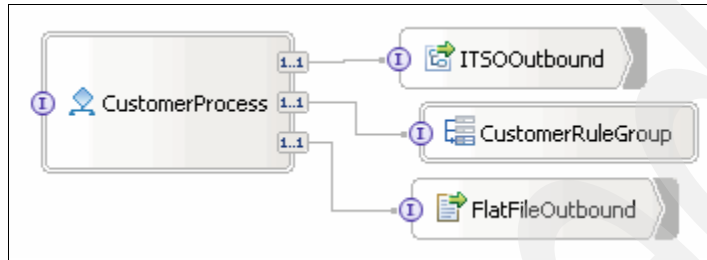 1..1
ITSOOutbound
CustomerProcess
1..1
CustomerRuleGroup
1..1
FlatFileOutbound